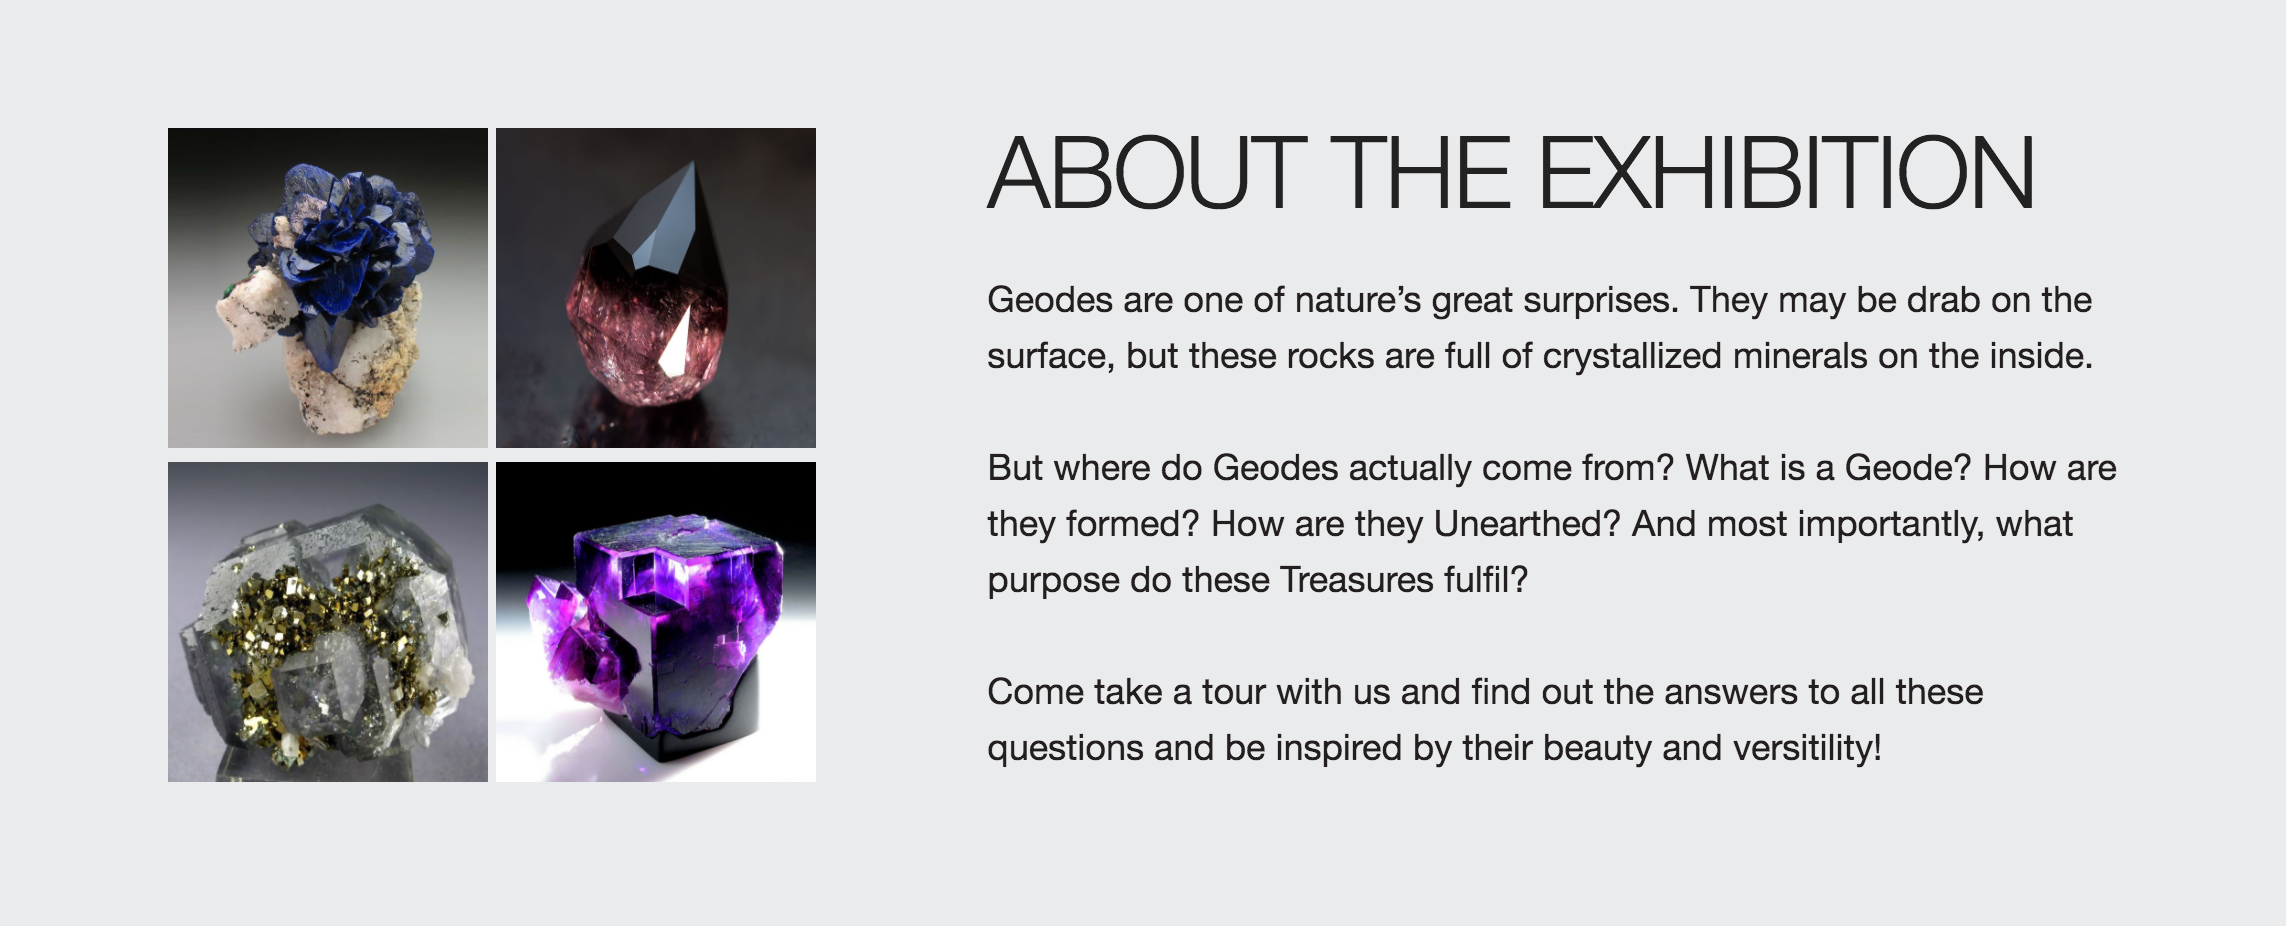 ABOUT THE EXHIBITION
Geodes are one of nature’s great surprises. They may be drab on the
surface, but these rocks are full of crystallized minerals on the inside.
But where do Geodes actually come from? What is a Geode? How are
they formed? How are they Unearthed? And most importantly, what
purpose do these Treasures fulfil?
Come take a tour with us and find out the answers to all these
questions and be inspired by their beauty and versitility!